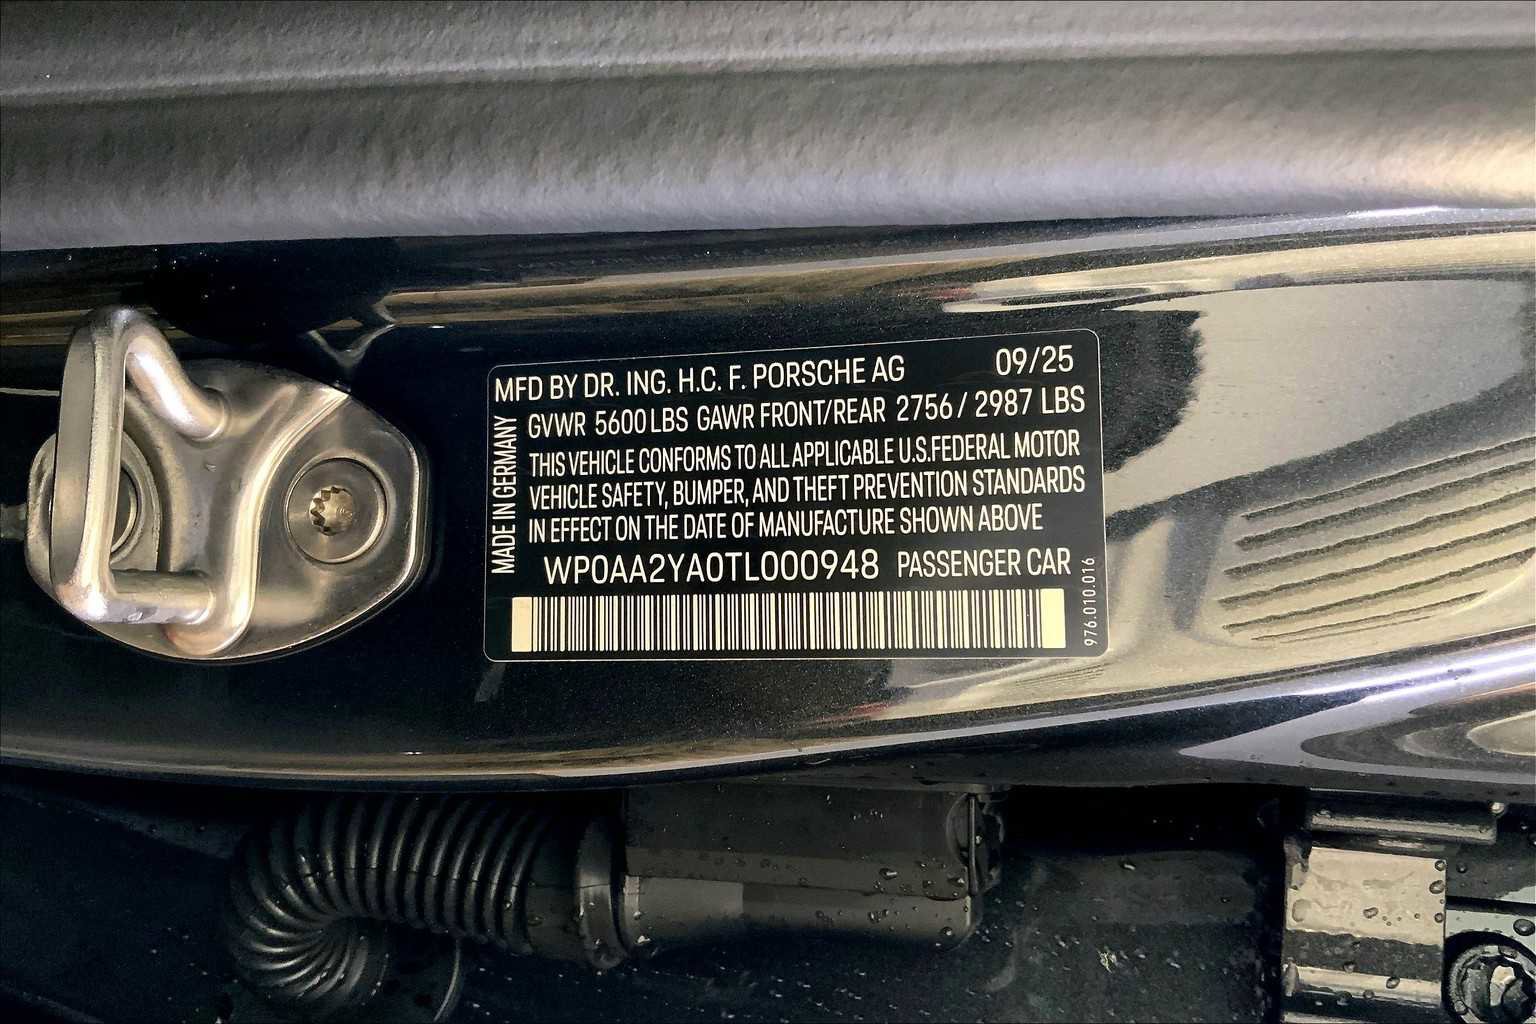 MFD BY DR. ING. H.C. F. PORSCHE AG 09/25
GVWR 5600 LBS GAWR FRONT/REAR 2756 / 2987 LBS
THIS VEHICLE CONFORMS TO ALL APPLICABLE U.S.FEDERAL MOTOR
VEHICLE SAFETY, BUMPER, AND THEFT PREVENTION STANDARDS
IN EFFECT ON THE DATE OF MANUFACTURE SHOWN ABOVE
WP0AA2YA0TL000948 PASSENGER CAR
MADE IN GERMANY
976.010.016